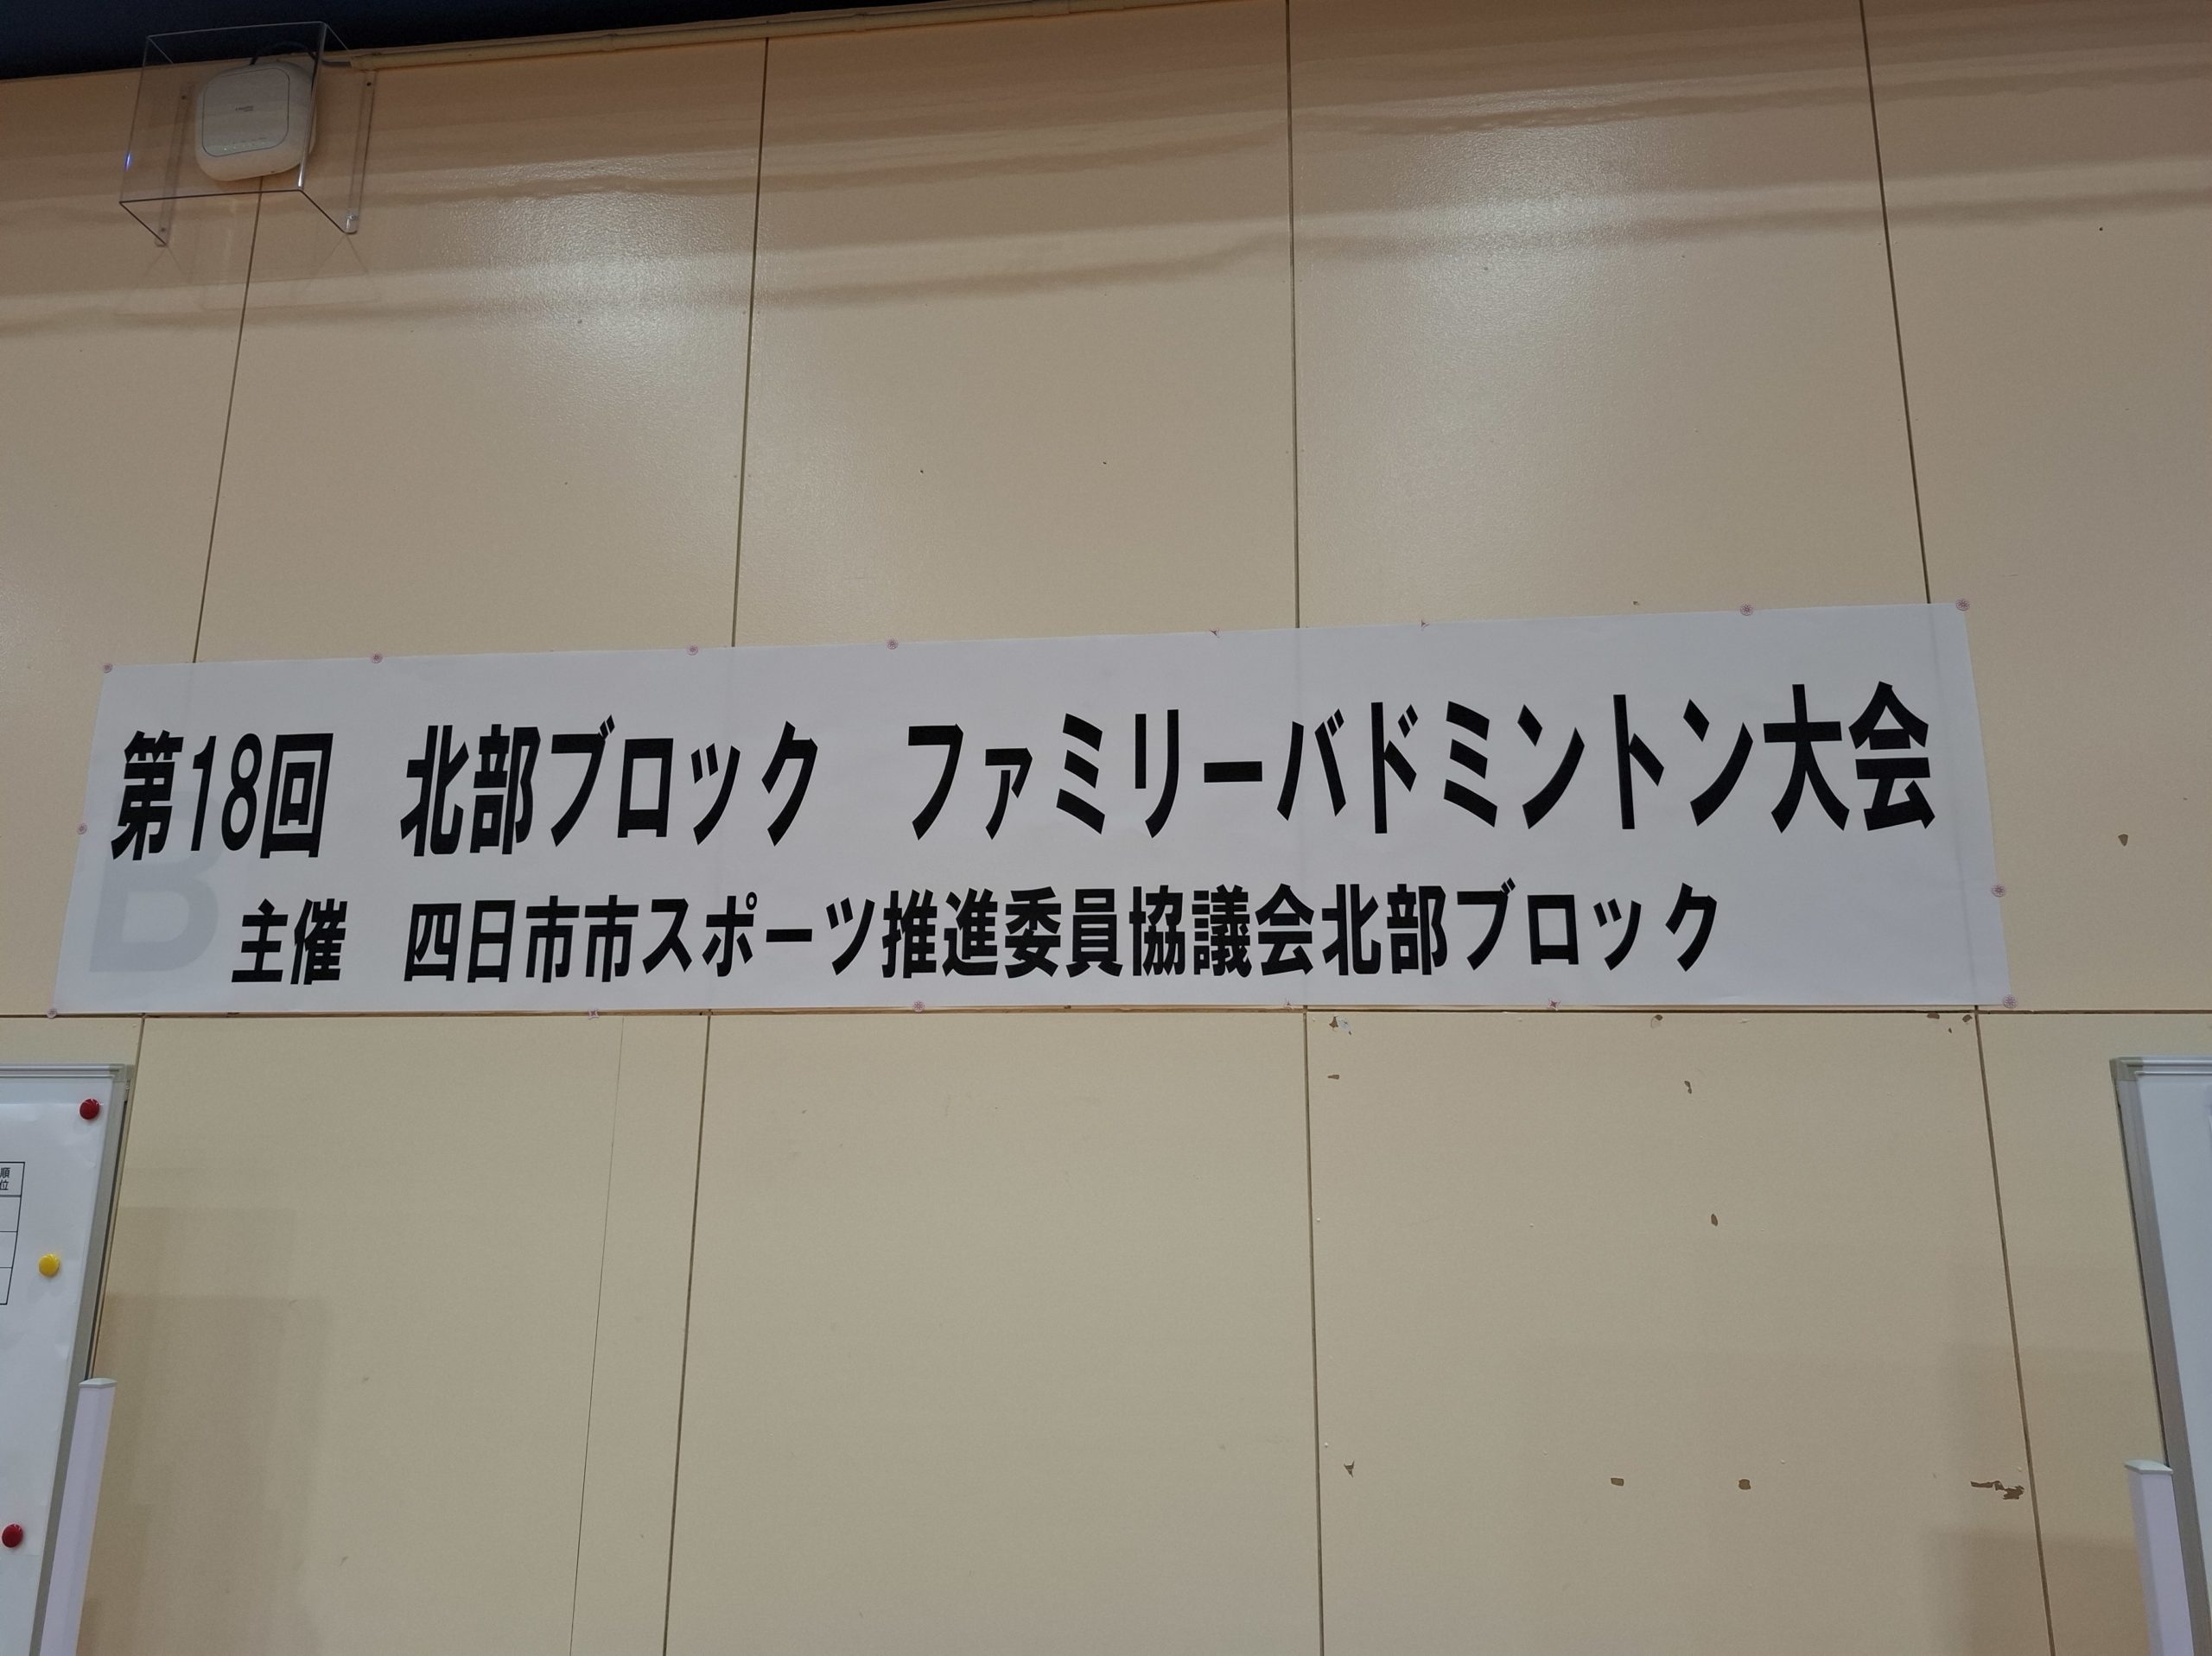 第18回　北部ブロック　ファミリーバドミントン大会
主催　四日市市スポーツ推進委員協議会北部ブロック
B
順位